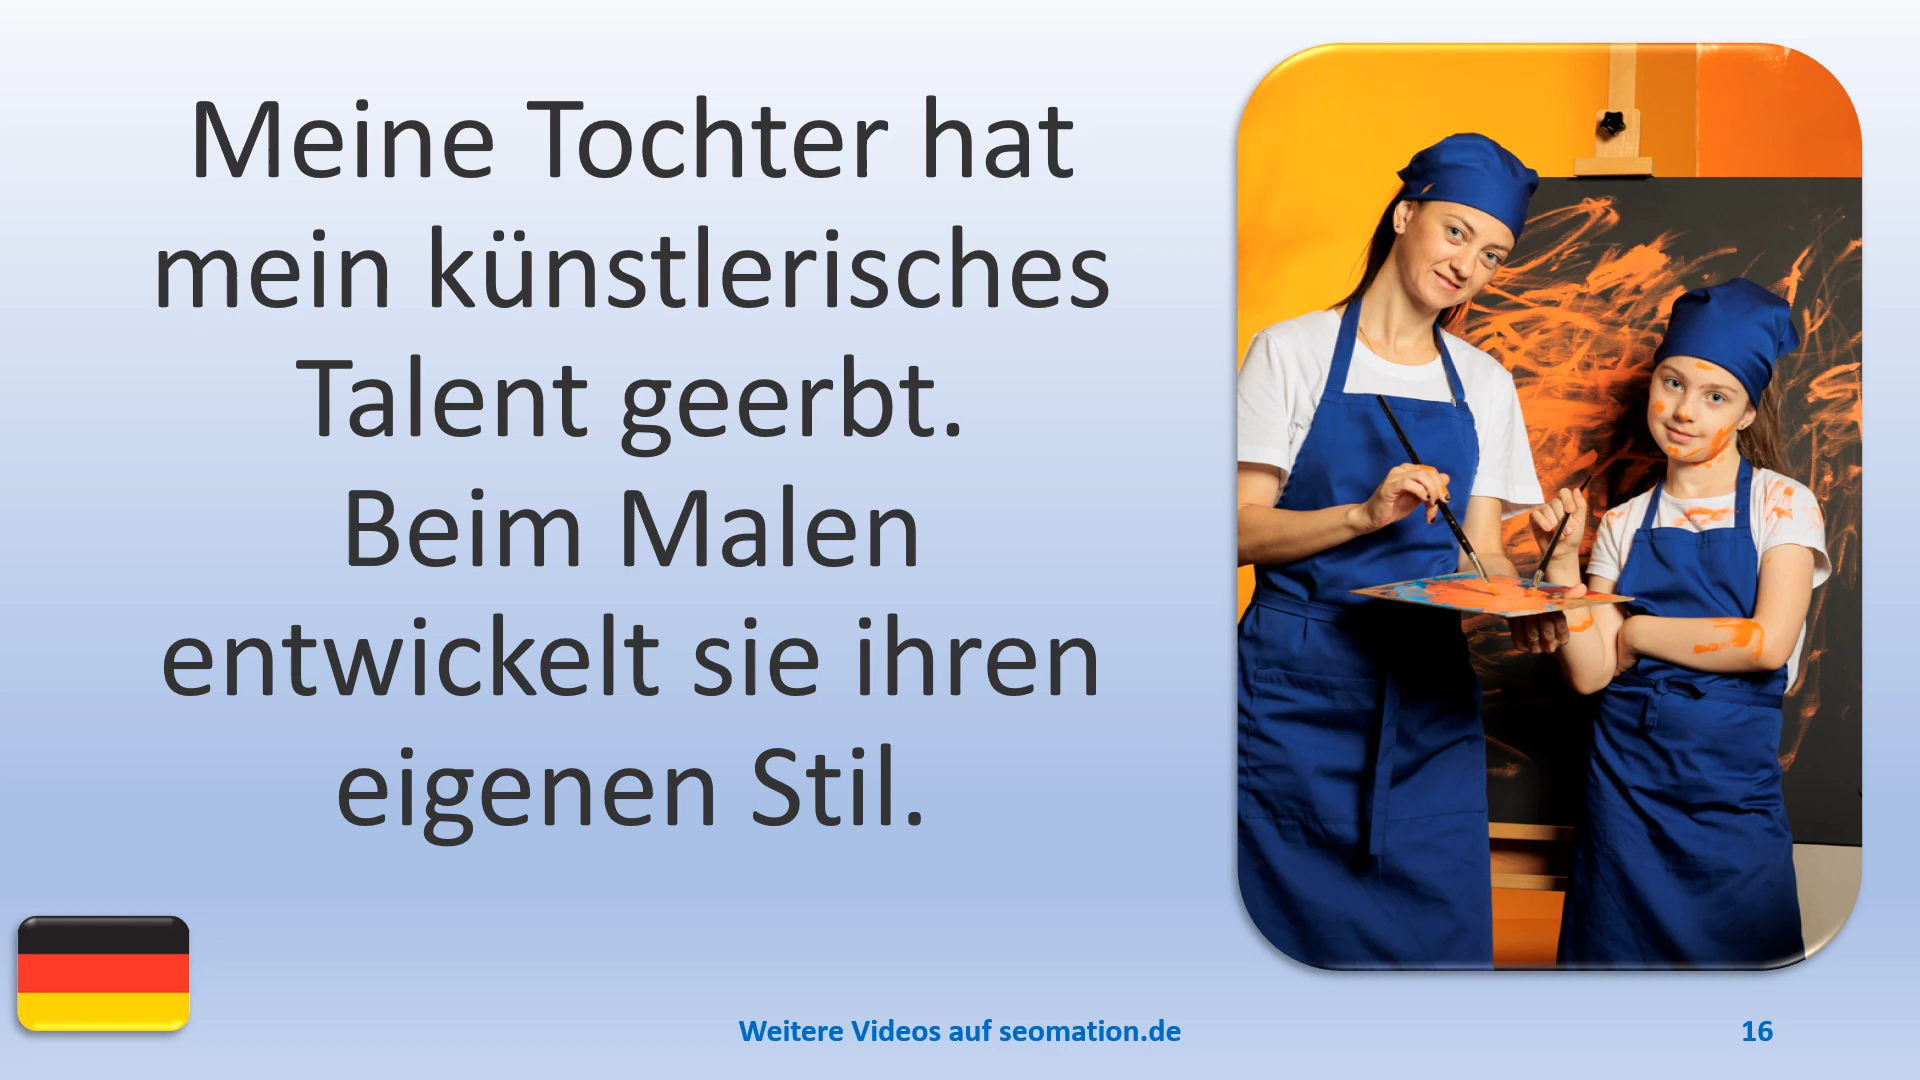 Meine Tochter hat
mein künstlerisches
Talent geerbt.
Beim Malen
entwickelt sie ihren
eigenen Stil.
Weitere Videos auf seomation.de
16